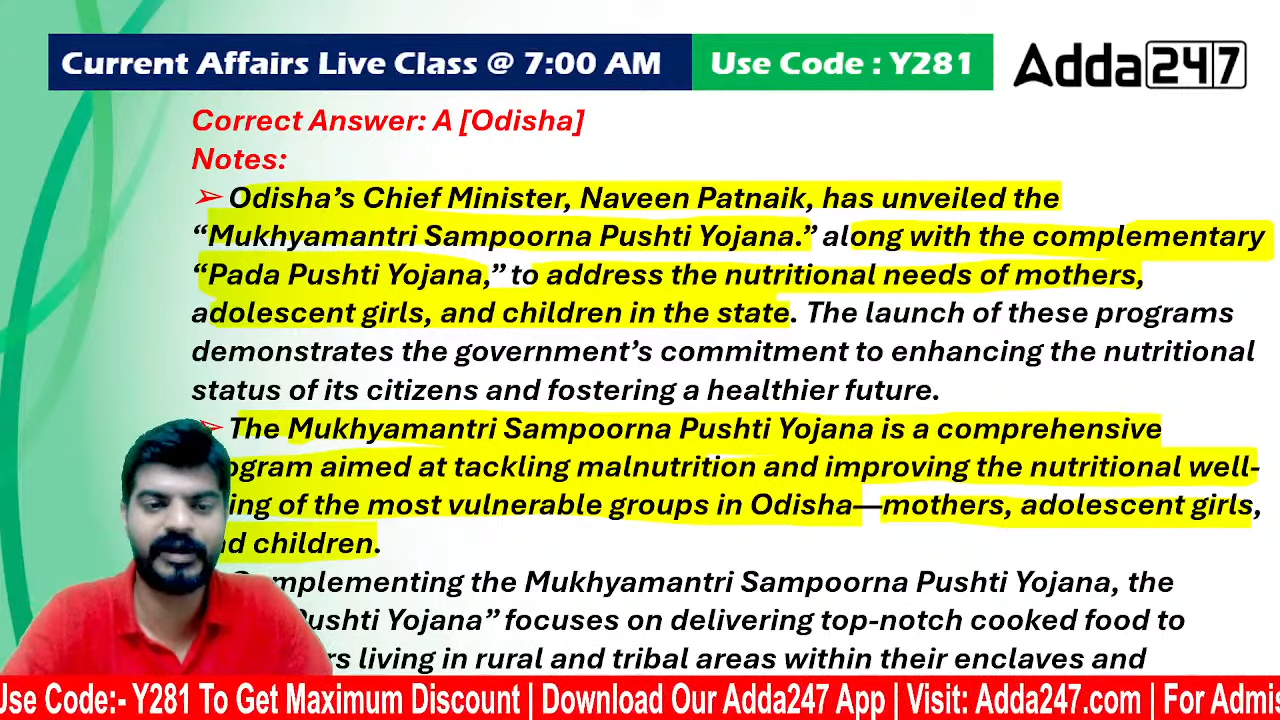 Current Affairs Live Class @ 7:00 AM
Use Code : Y281
Adda247
Correct Answer: A [Odisha]
Notes:
➢ Odisha’s Chief Minister, Naveen Patnaik, has unveiled the
“Mukhyamantri Sampoorna Pushti Yojana.” along with the complementary
“Pada Pushti Yojana,” to address the nutritional needs of mothers,
adolescent girls, and children in the state. The launch of these programs
demonstrates the government’s commitment to enhancing the nutritional
status of its citizens and fostering a healthier future.
➢ The Mukhyamantri Sampoorna Pushti Yojana is a comprehensive
ogram aimed at tackling malnutrition and improving the nutritional well-
ing of the most vulnerable groups in Odisha—mothers, adolescent girls,
nd children.
omplementing the Mukhyamantri Sampoorna Pushti Yojana, the
Pushti Yojana” focuses on delivering top-notch cooked food to
rs living in rural and tribal areas within their enclaves and
Use Code:- Y281 To Get Maximum Discount | Download Our Adda247 App | Visit: Adda247.com | For Admis